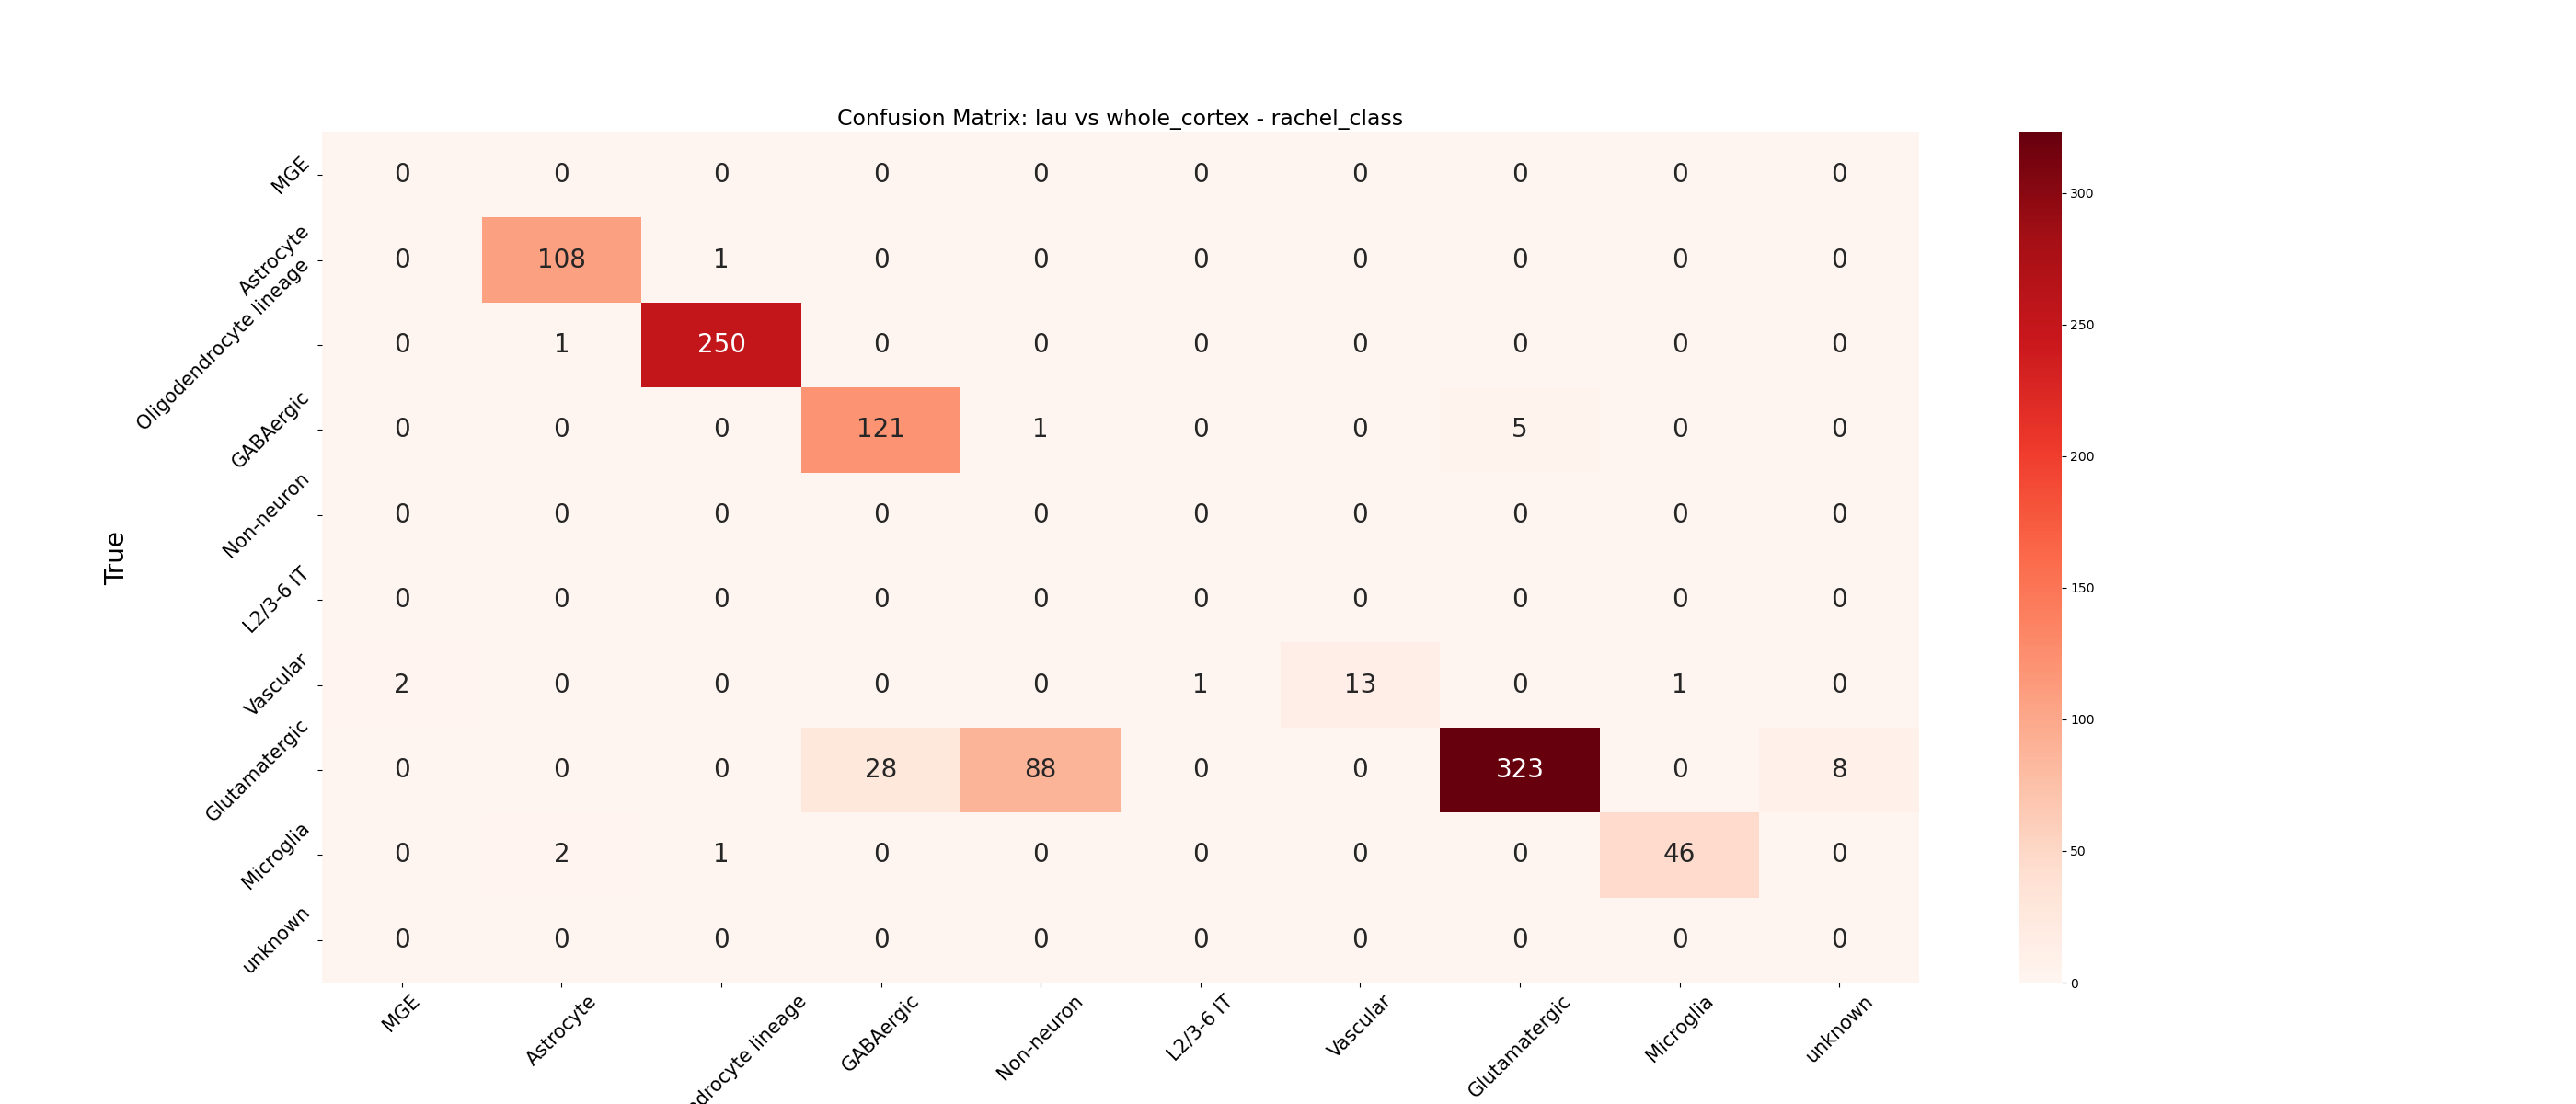 Confusion Matrix: lau vs whole_cortex - rachel_class
True
MGE 0 0 0 0 0 0 0 0 0 0
Astrocyte 0 108 1 0 0 0 0 0 0 0
Oligodendrocyte lineage 0 1 250 0 0 0 0 0 0 0
GABAergic 0 0 0 121 1 0 0 5 0 0
Non-neuron 0 0 0 0 0 0 0 0 0 0
L2/3-6 IT 0 0 0 0 0 0 0 0 0 0
Vascular 2 0 0 0 0 1 13 0 1 0
Glutamatergic 0 0 0 28 88 0 0 323 0 8
Microglia 0 2 1 0 0 0 0 0 46 0
unknown 0 0 0 0 0 0 0 0 0 0
MGE Astrocyte drocyte lineage GABAergic Non-neuron L2/3-6 IT Vascular Glutamatergic Microglia unknown
300
250
200
150
100
50
0